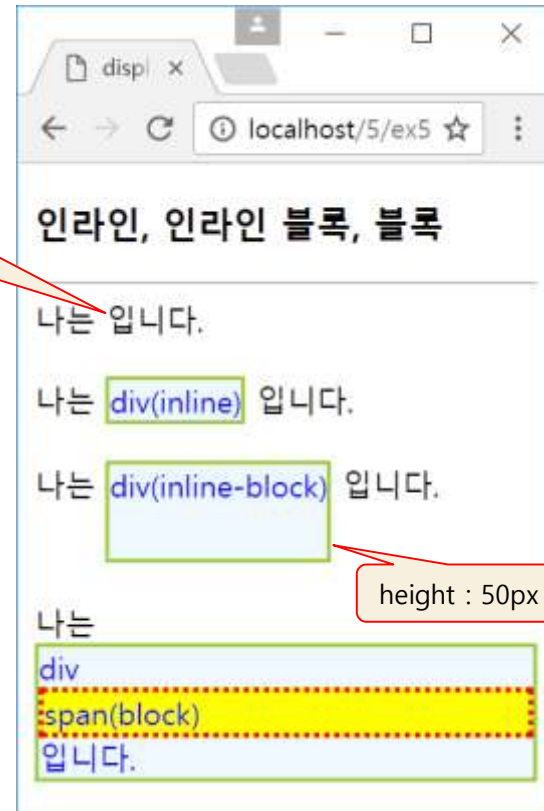 displ
localhost/5/ex5
인라인, 인라인 블록, 블록
나는 입니다.
나는 div(inline) 입니다.
나는 div(inline-block) 입니다.
height : 50px
나는
div
span(block)
입니다.